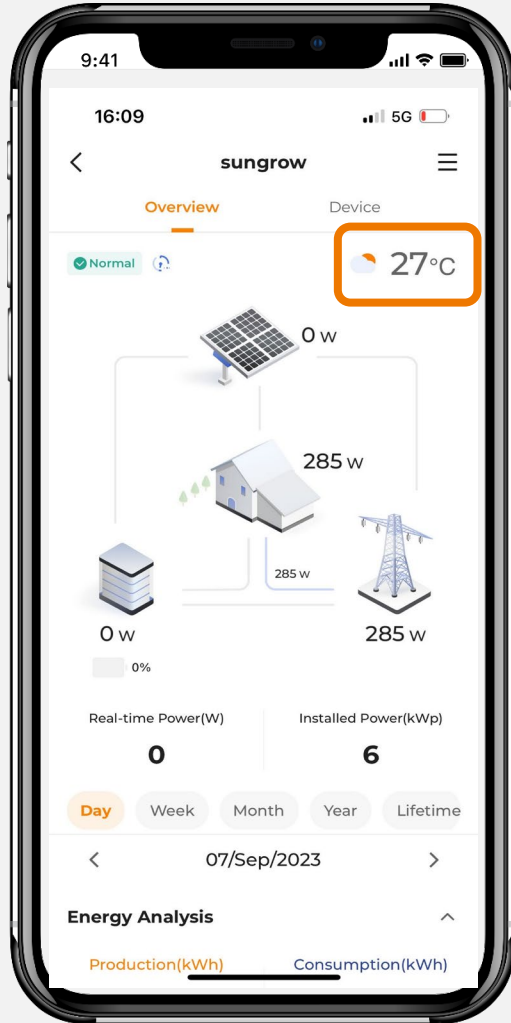 9:41
16:09 5G
sungrow
Overview Device
Normal 27°C
0 W
285 W
285 W
0 W 285 W
0%
Real-time Power(W) Installed Power(kWp)
0 6
Day Week Month Year Lifetime
07/Sep/2023
Energy Analysis
Production(kWh) Consumption(kWh)